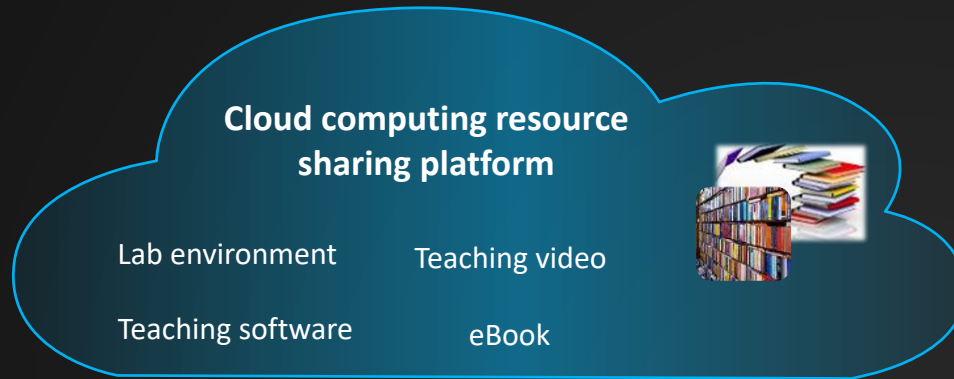 Cloud computing resource
sharing platform
Lab environment
Teaching video
Teaching software
eBook